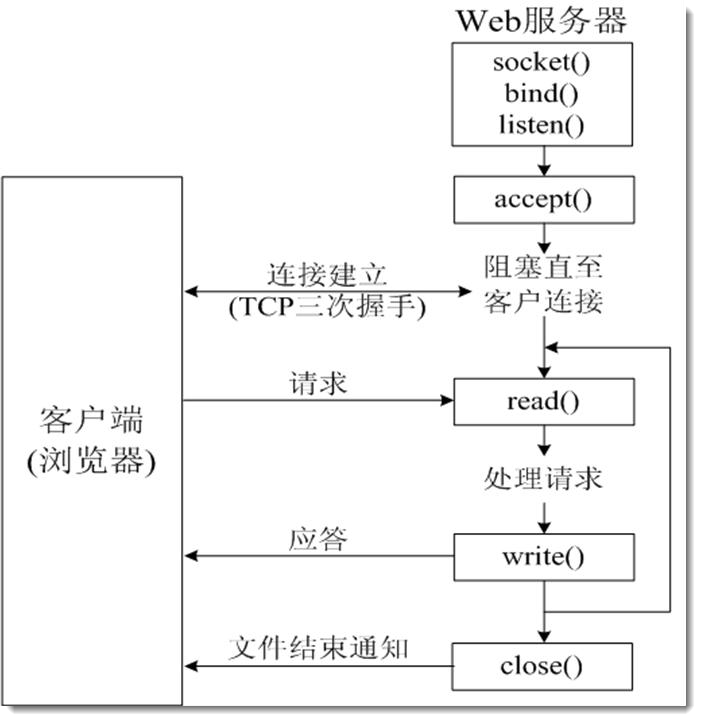 Web服务器
socket()
bind()
listen()
accept()
阻塞直至
客户连接
连接建立
(TCP三次握手)
请求
read()
客户端
(浏览器)
处理请求
应答
write()
文件结束通知
close()